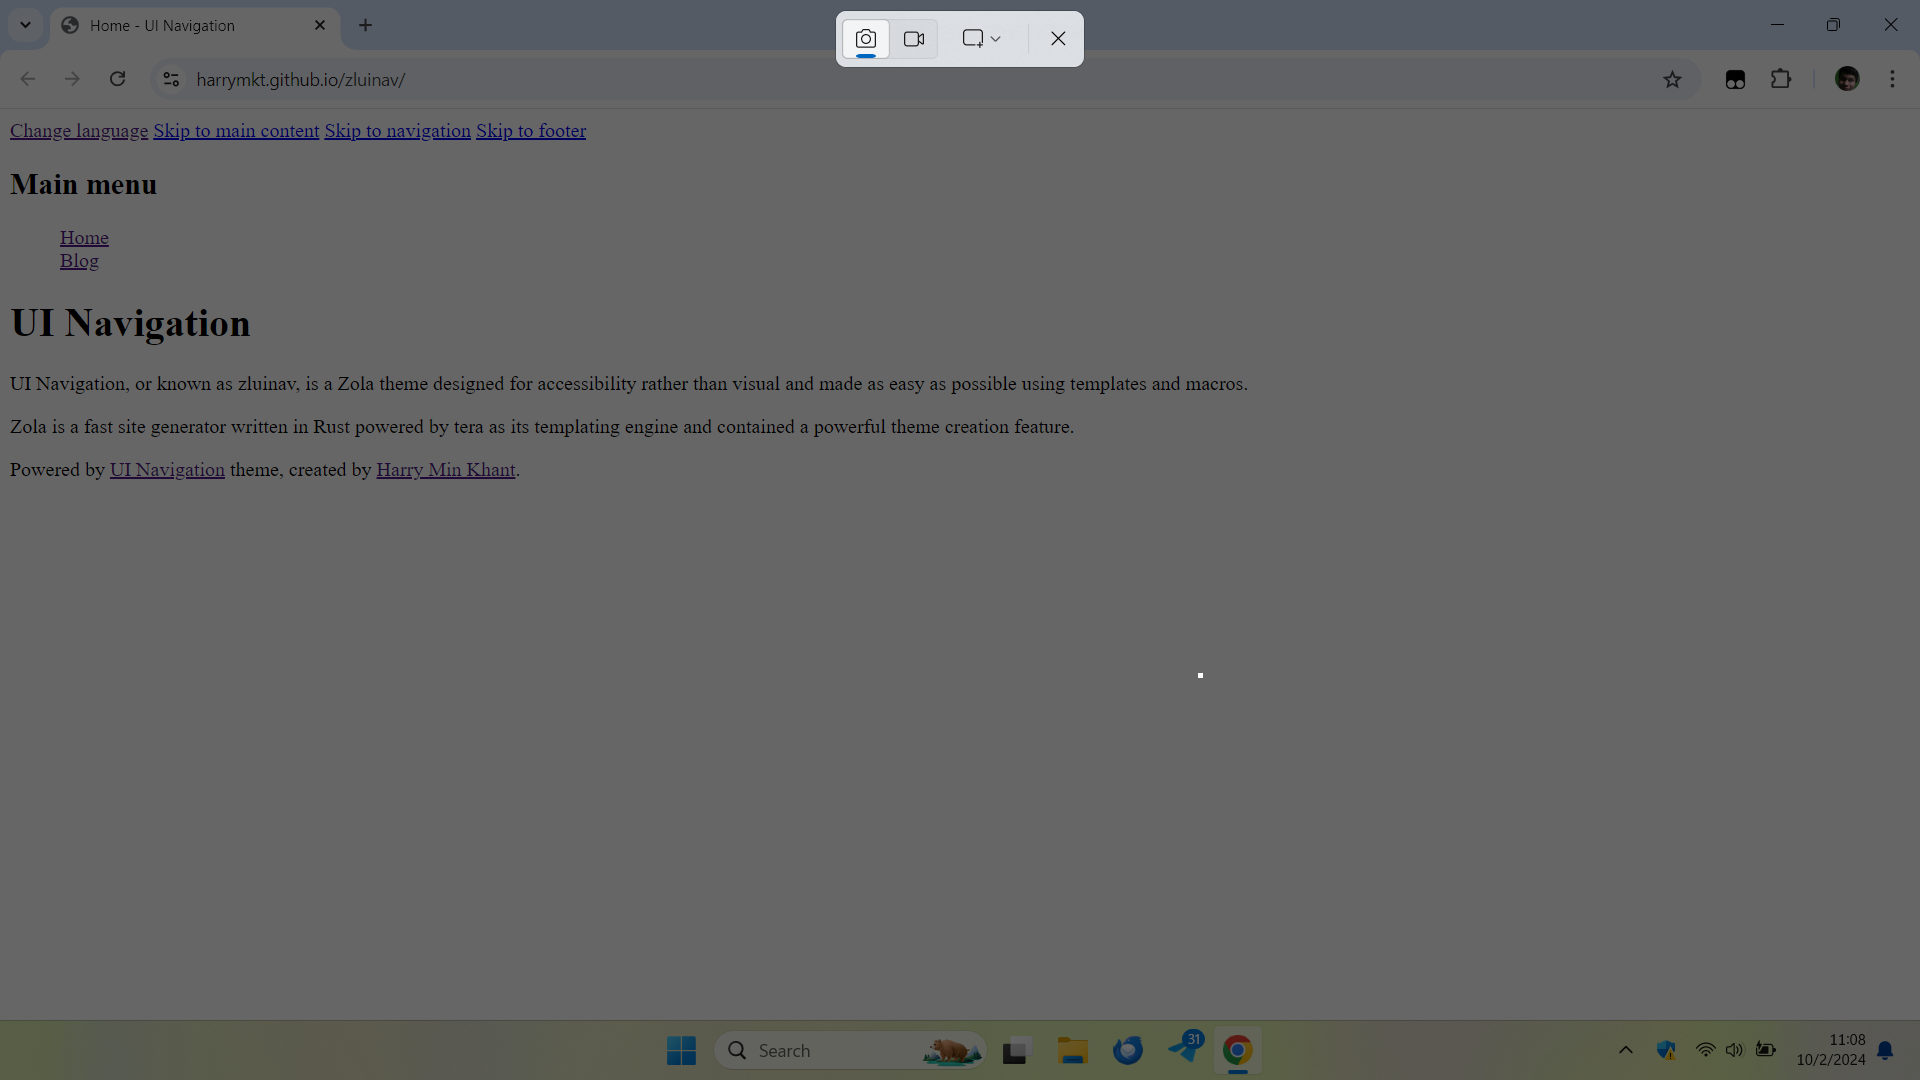 Home - UI Navigation
harrymkt.github.io/zluinav/
Change language Skip to main content Skip to navigation Skip to footer
Main menu
Home
Blog
UI Navigation
UI Navigation, or known as zluinav, is a Zola theme designed for accessibility rather than visual and made as easy as possible using templates and macros.
Zola is a fast site generator written in Rust powered by tera as its templating engine and contained a powerful theme creation feature.
Powered by UI Navigation theme, created by Harry Min Khant.
Search
31
11:08
10/2/2024